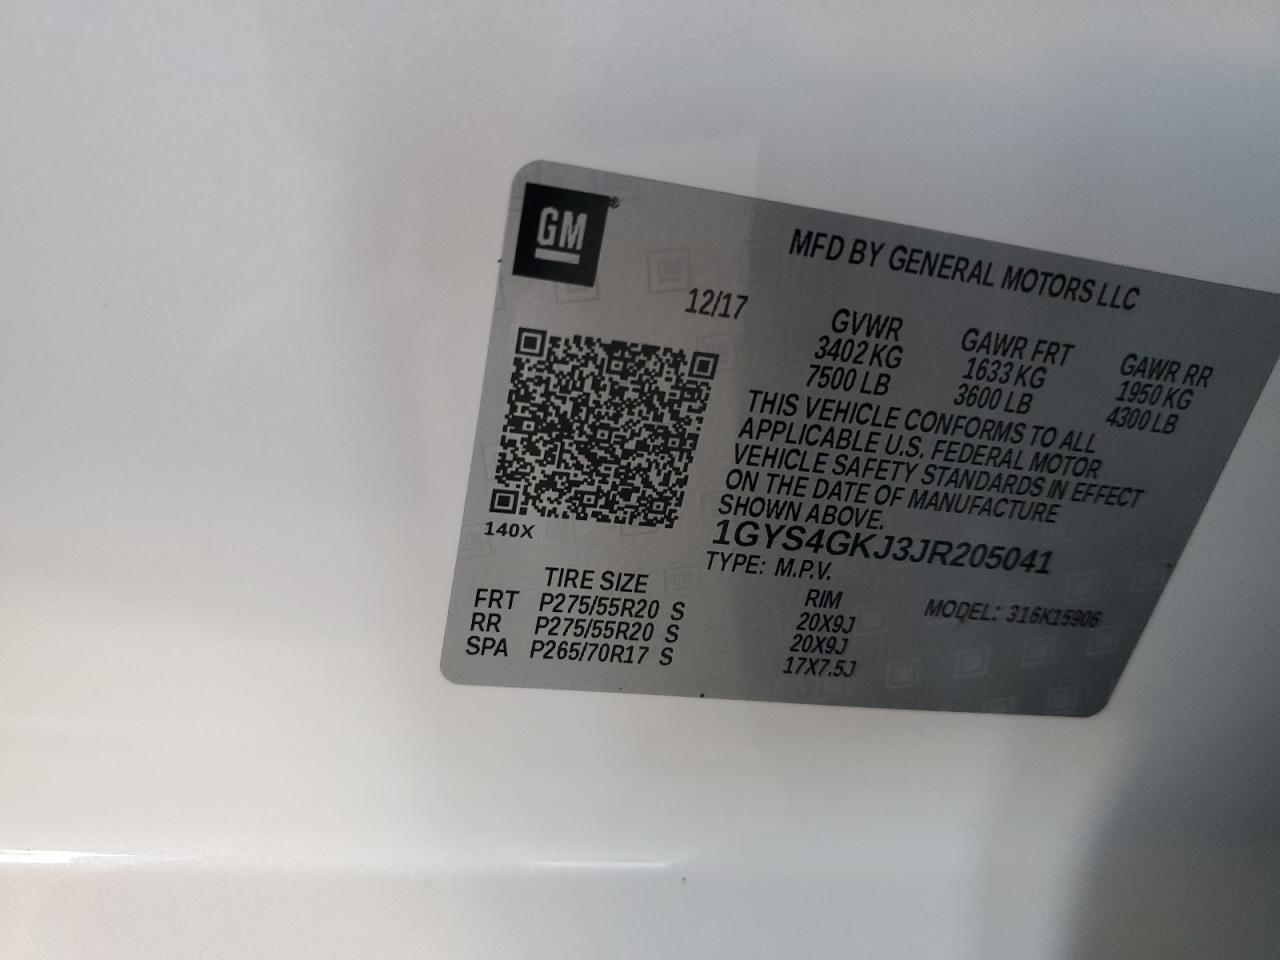 GM
MFD BY GENERAL MOTORS LLC
12/17
GVWR GAWR FRT GAWR RR
3402 KG 1633 KG 1950 KG
7500 LB 3600 LB 4300 LB
THIS VEHICLE CONFORMS TO ALL
APPLICABLE U.S. FEDERAL MOTOR
VEHICLE SAFETY STANDARDS IN EFFECT
ON THE DATE OF MANUFACTURE
SHOWN ABOVE.
140X
1GYS4GKJ3JR205041
TYPE: M.P.V.
MODEL: 316K15906
TIRE SIZE RIM
FRT P275/55R20 S 20X9J
RR P275/55R20 S 20X9J
SPA P265/70R17 S 17X7.5J